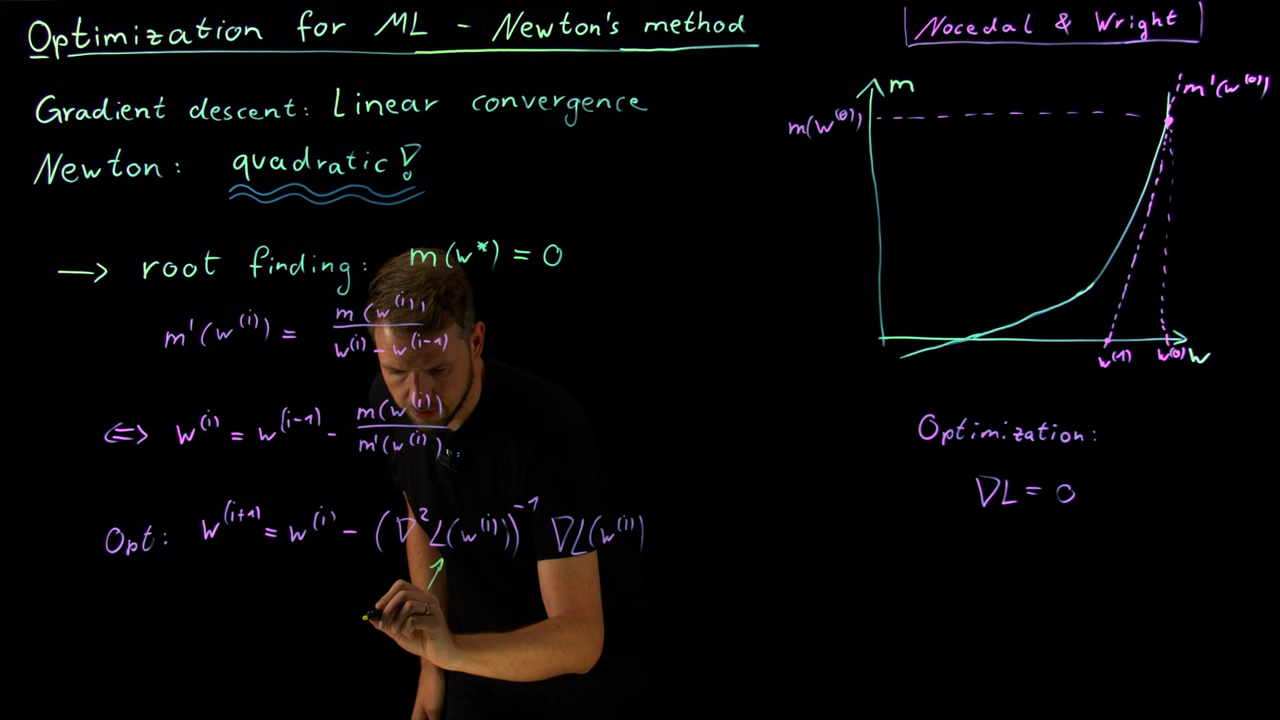 Optimization for ML - Newton's method
Nocedal & Wright
Gradient descent: Linear convergence
Newton: quadratic!
→ root finding: m(w*) = 0
m'(w⁽ⁱ⁾) = m(w⁽ⁱ⁾) / w⁽ⁱ⁾ - w⁽ⁱ⁻¹⁾
⇔ w⁽ⁱ⁾ = w⁽ⁱ⁻¹⁾ - m(w⁽ⁱ⁾) / m'(w⁽ⁱ⁾)
Opt: w⁽ⁱ⁺¹⁾ = w⁽ⁱ⁾ - (∇²L(w⁽ⁱ⁾))⁻¹ ∇L(w⁽ⁱ⁾)
m
m'(w⁽⁰⁾)
m(w⁽⁰⁾)
w⁽¹⁾ w⁽⁰⁾ w
Optimization:
∇L = 0